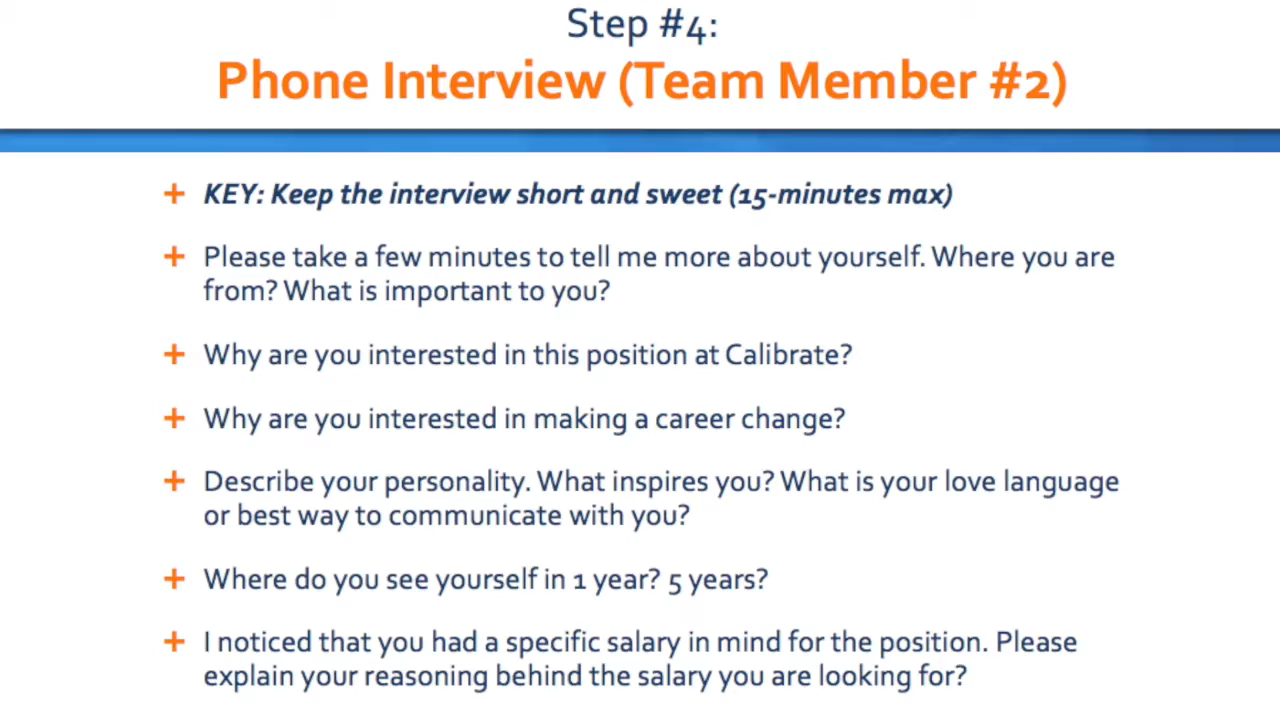 Step #4:
Phone Interview (Team Member #2)
+ KEY: Keep the interview short and sweet (15-minutes max)
+ Please take a few minutes to tell me more about yourself. Where you are
from? What is important to you?
+ Why are you interested in this position at Calibrate?
+ Why are you interested in making a career change?
+ Describe your personality. What inspires you? What is your love language
or best way to communicate with you?
+ Where do you see yourself in 1 year? 5 years?
+ I noticed that you had a specific salary in mind for the position. Please
explain your reasoning behind the salary you are looking for?